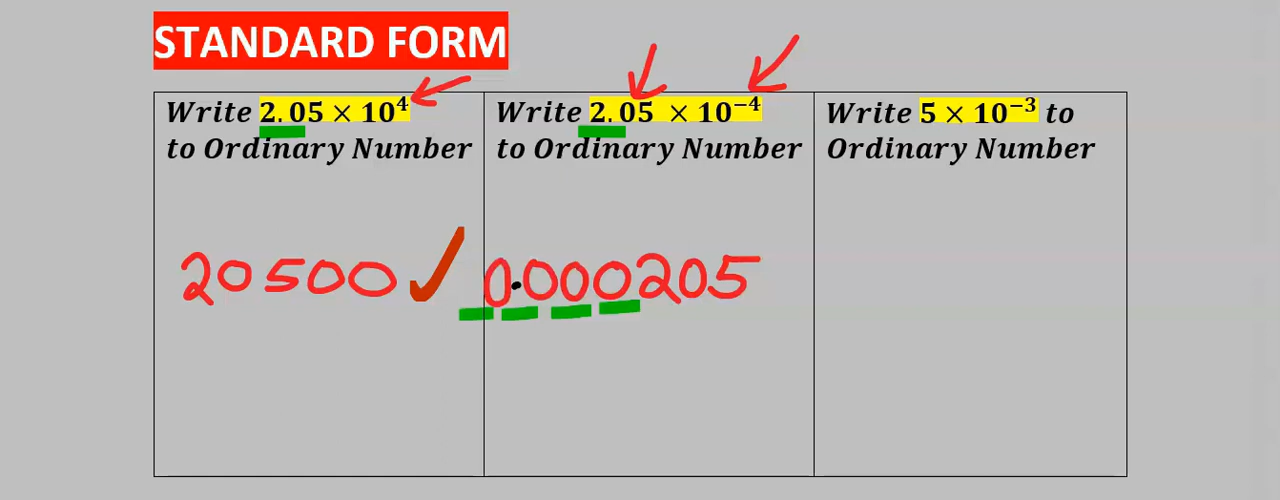 STANDARD FORM
Write 2.05 × 10⁴
to Ordinary Number
20500
Write 2.05 × 10⁻⁴
to Ordinary Number
0.000205
Write 5 × 10⁻³ to
Ordinary Number